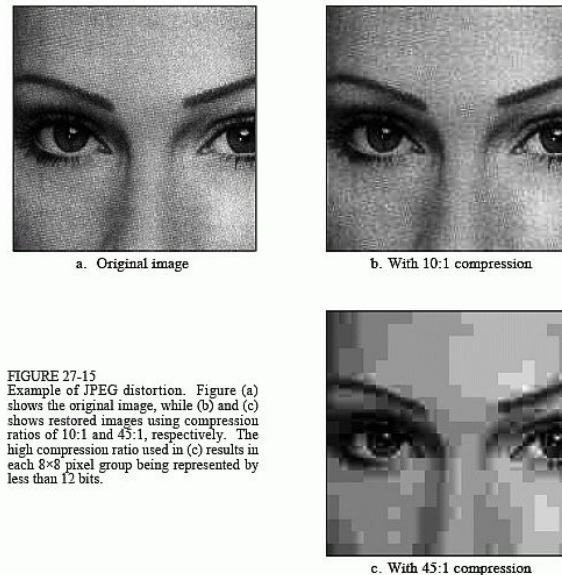 a. Original image
b. With 10:1 compression
FIGURE 27-15
Example of JPEG distortion. Figure (a)
shows the original image, while (b) and (c)
shows restored images using compression
ratios of 10:1 and 45:1, respectively. The
high compression ratio used in (c) results in
each 8×8 pixel group being represented by
less than 12 bits.
c. With 45:1 compression